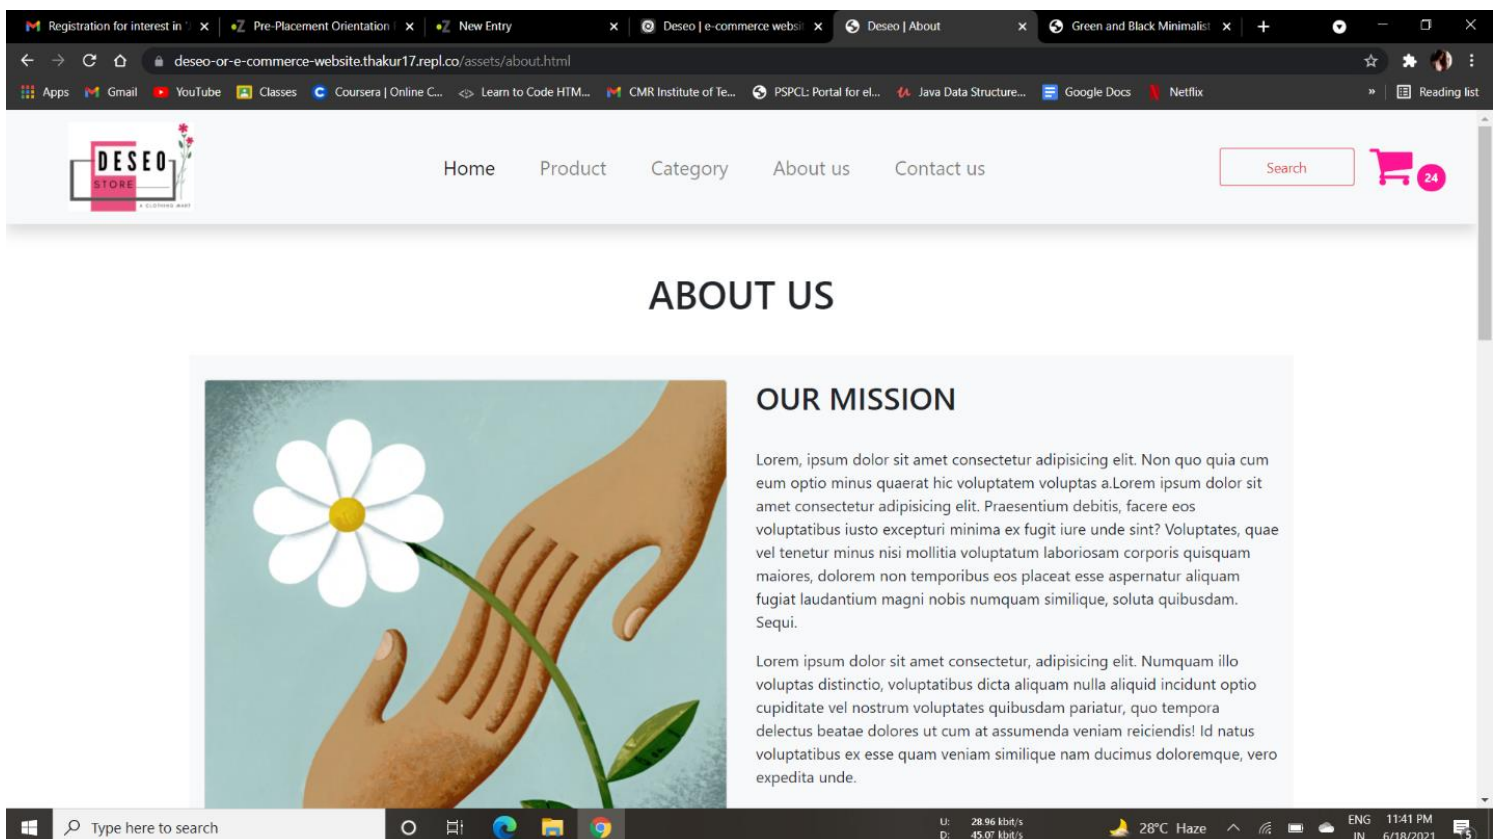 Registration for interest in
Pre-Placement Orientation
New Entry
Deseo | e-commerce websi
Deseo | About
Green and Black Minimalist
deseo-or-e-commerce-website.thakur17.repl.co/assets/about.html
Apps Gmail YouTube Classes Coursera | Online C... Learn to Code HTM... CMR Institute of Te... PSPCL: Portal for el... Java Data Structure... Google Docs Netflix » Reading list
DESEO
STORE
A CLOTHING MART
Home Product Category About us Contact us Search 24
ABOUT US
OUR MISSION
Lorem, ipsum dolor sit amet consectetur adipisicing elit. Non quo quia cum
eum optio minus quaerat hic voluptatem voluptas a.Lorem ipsum dolor sit
amet consectetur adipisicing elit. Praesentium debitis, facere eos
voluptatibus iusto excepturi minima ex fugit iure unde sint? Voluptates, quae
vel tenetur minus nisi mollitia voluptatum laboriosam corporis quisquam
maiores, dolorem non temporibus eos placeat esse aspernatur aliquam
fugiat laudantium magni nobis numquam similique, soluta quibusdam.
Sequi.
Lorem ipsum dolor sit amet consectetur, adipisicing elit. Numquam illo
voluptas distinctio, voluptatibus dicta aliquam nulla aliquid incidunt optio
cupiditate vel nostrum voluptates quibusdam pariatur, quo tempora
delectus beatae dolores ut cum at assumenda veniam reiciendis! Id natus
voluptatibus ex esse quam veniam similique nam ducimus doloremque, vero
expedita unde.
Type here to search
U: 28.96 kbit/s
D: 45.07 kbit/s
28°C Haze
ENG
IN
11:41 PM
6/18/2021
5